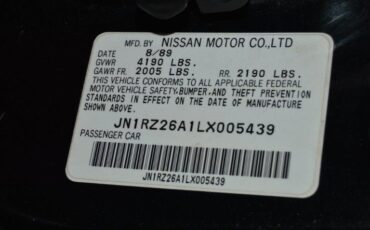 MFD. BY NISSAN MOTOR CO.,LTD
DATE 8/89
GVWR 4190 LBS.
GAWR FR. 2005 LBS. RR. 2190 LBS.
THIS VEHICLE CONFORMS TO ALL APPLICABLE FEDERAL
MOTOR VEHICLE SAFETY,BUMPER,AND THEFT PREVENTION
STANDARDS IN EFFECT ON THE DATE OF MANUFACTURE
SHOWN ABOVE.
JN1RZ26A1LX005439
PASSENGER CAR
JN1RZ26A1LX005439